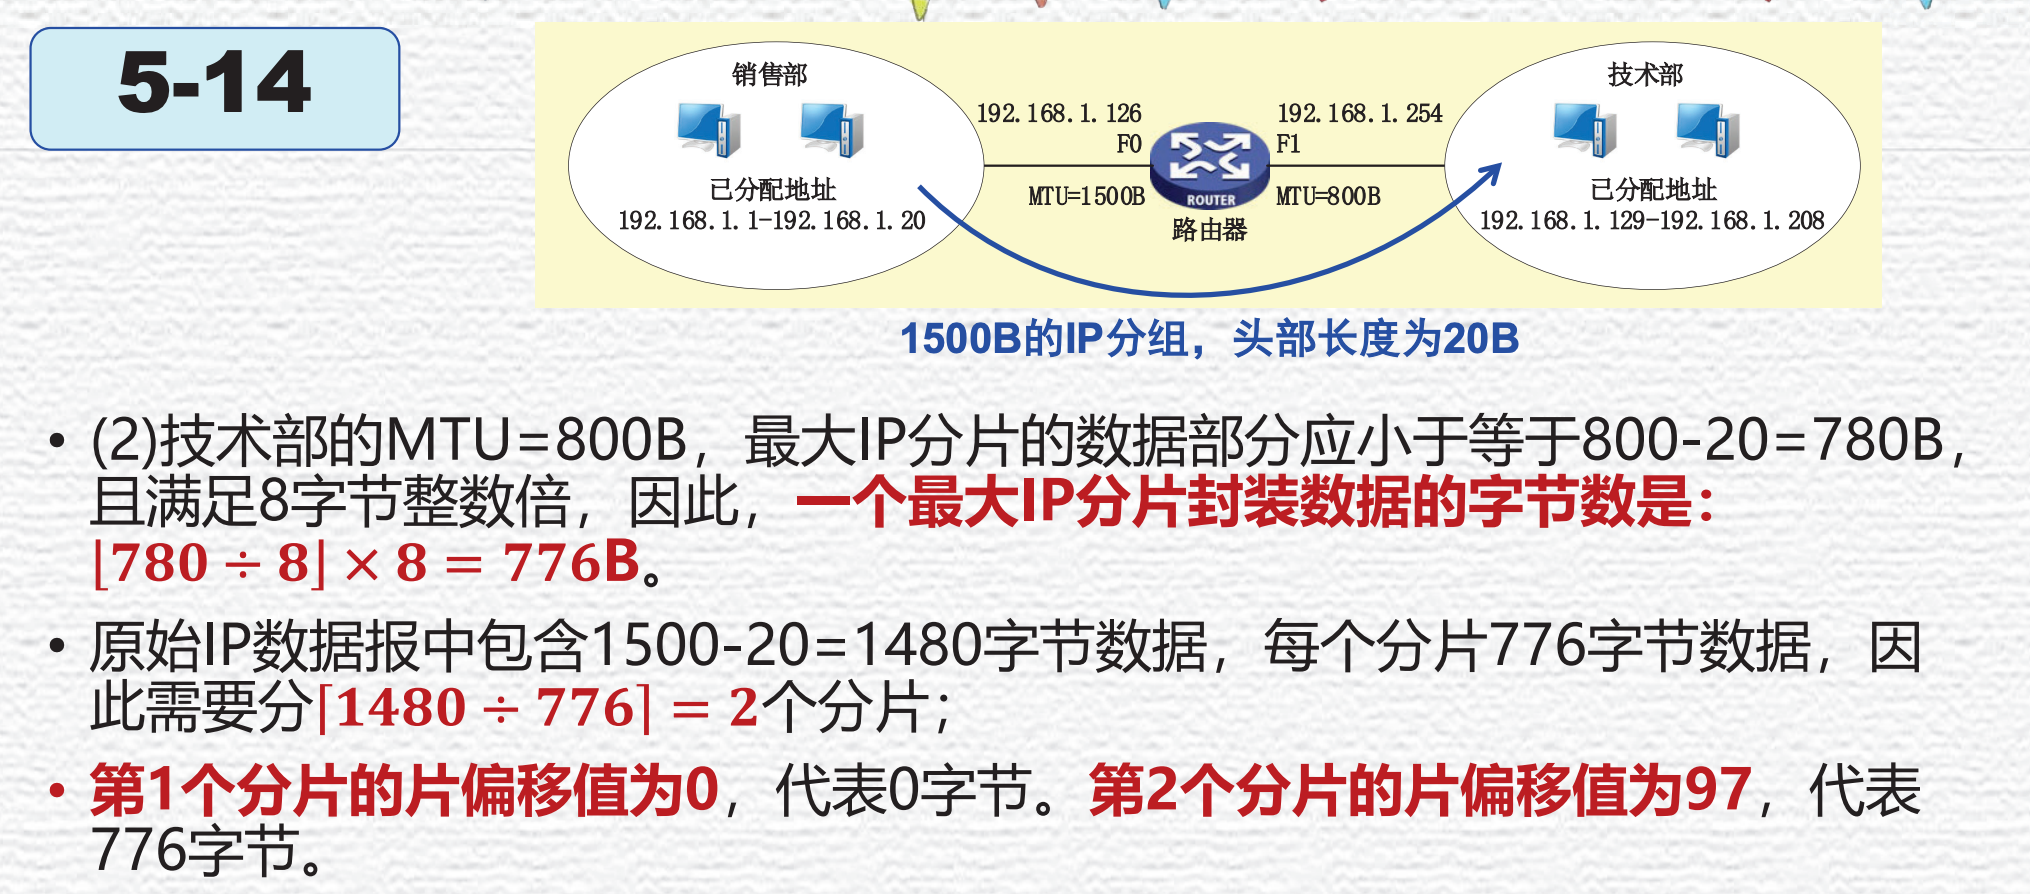 5-14
销售部
技术部
192.168.1.126
192.168.1.254
F0
F1
已分配地址
192.168.1.1-192.168.1.20
MTU=1500B
ROUTER
MTU=800B
路由器
已分配地址
192.168.1.129-192.168.1.208
1500B的IP分组，头部长度为20B
• (2)技术部的MTU=800B，最大IP分片的数据部分应小于等于800-20=780B，
且满足8字节整数倍，因此，一个最大IP分片封装数据的字节数是：
⌊780 ÷ 8⌋ × 8 = 776B。
• 原始IP数据报中包含1500-20=1480字节数据，每个分片776字节数据，因
此需要分⌈1480 ÷ 776⌉ = 2个分片；
• 第1个分片的片偏移值为0，代表0字节。第2个分片的片偏移值为97，代表
776字节。